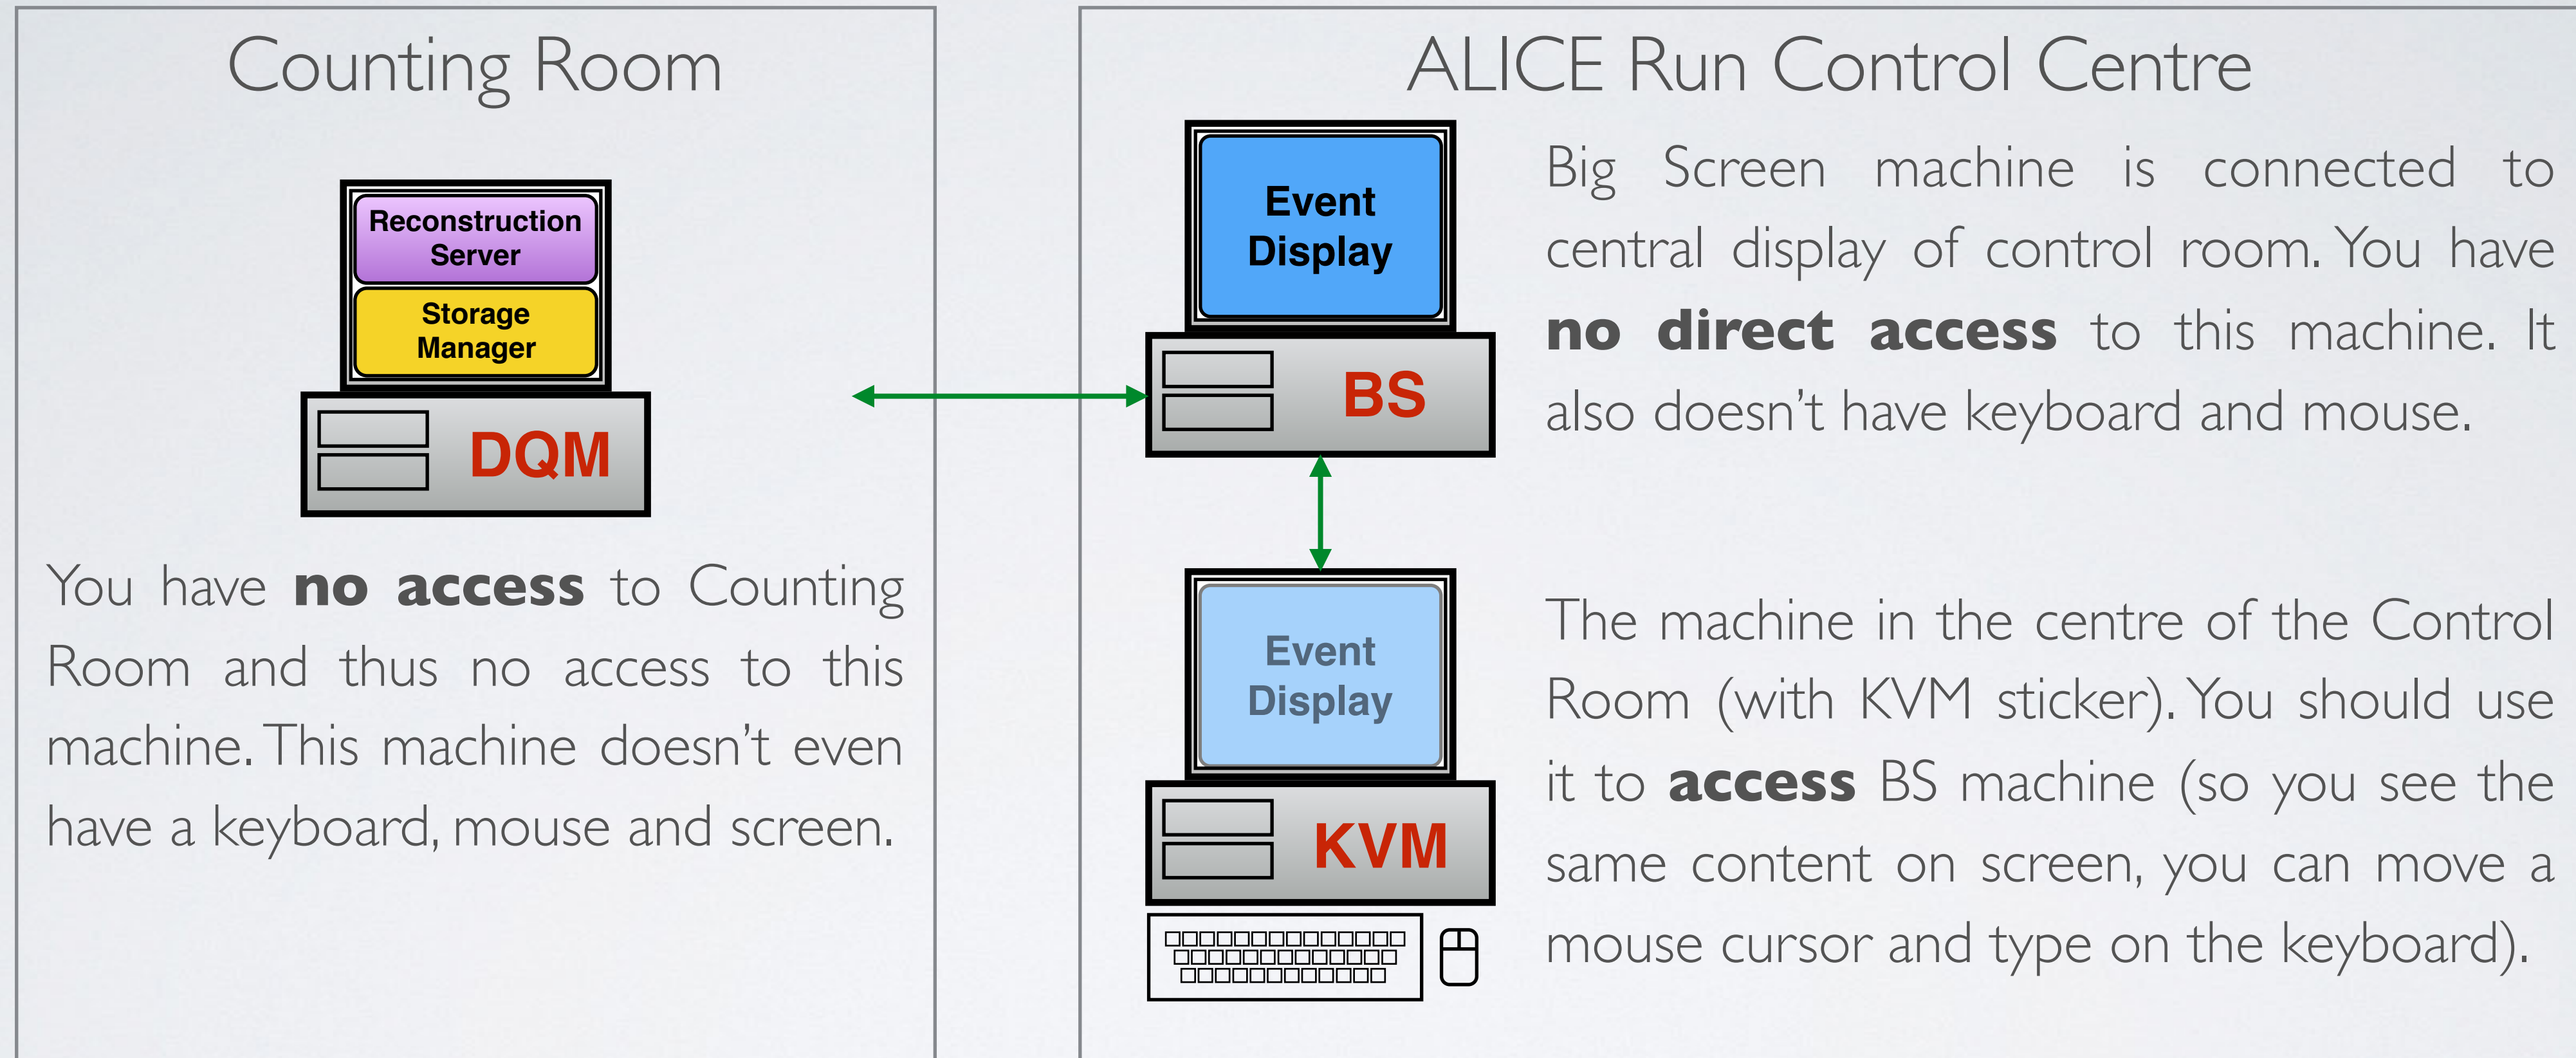 Counting Room
Reconstruction
Server
Storage
Manager
DQM
You have no access to Counting
Room and thus no access to this
machine. This machine doesn’t even
have a keyboard, mouse and screen.
ALICE Run Control Centre
Event
Display
BS
Big Screen machine is connected to
central display of control room. You have
no direct access to this machine. It
also doesn’t have keyboard and mouse.
Event
Display
KVM
The machine in the centre of the Control
Room (with KVM sticker). You should use
it to access BS machine (so you see the
same content on screen, you can move a
mouse cursor and type on the keyboard).